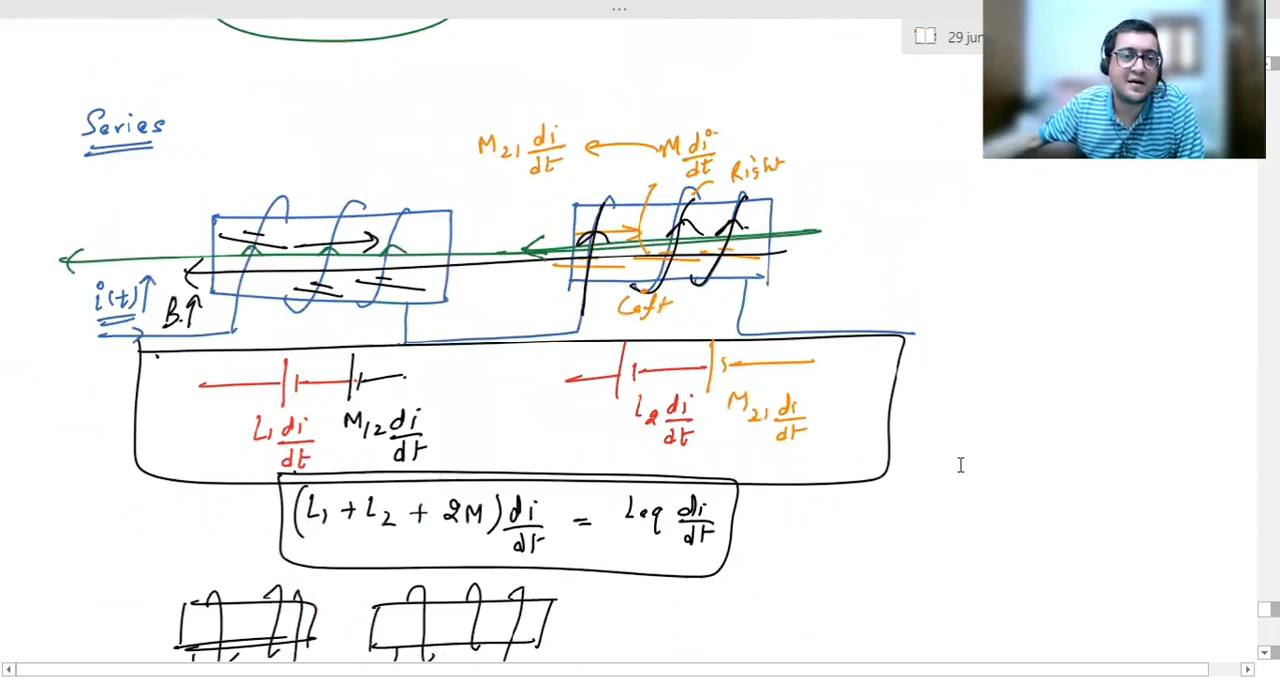 29 jun
Series
M₂₁ di/dt ← M di/dt
Right
i(t)↑
B↑
Left
L₁ di/dt
M₁₂ di/dt
L₂ di/dt
M₂₁ di/dt
(L₁ + L₂ + 2M) di/dt = Leq di/dt